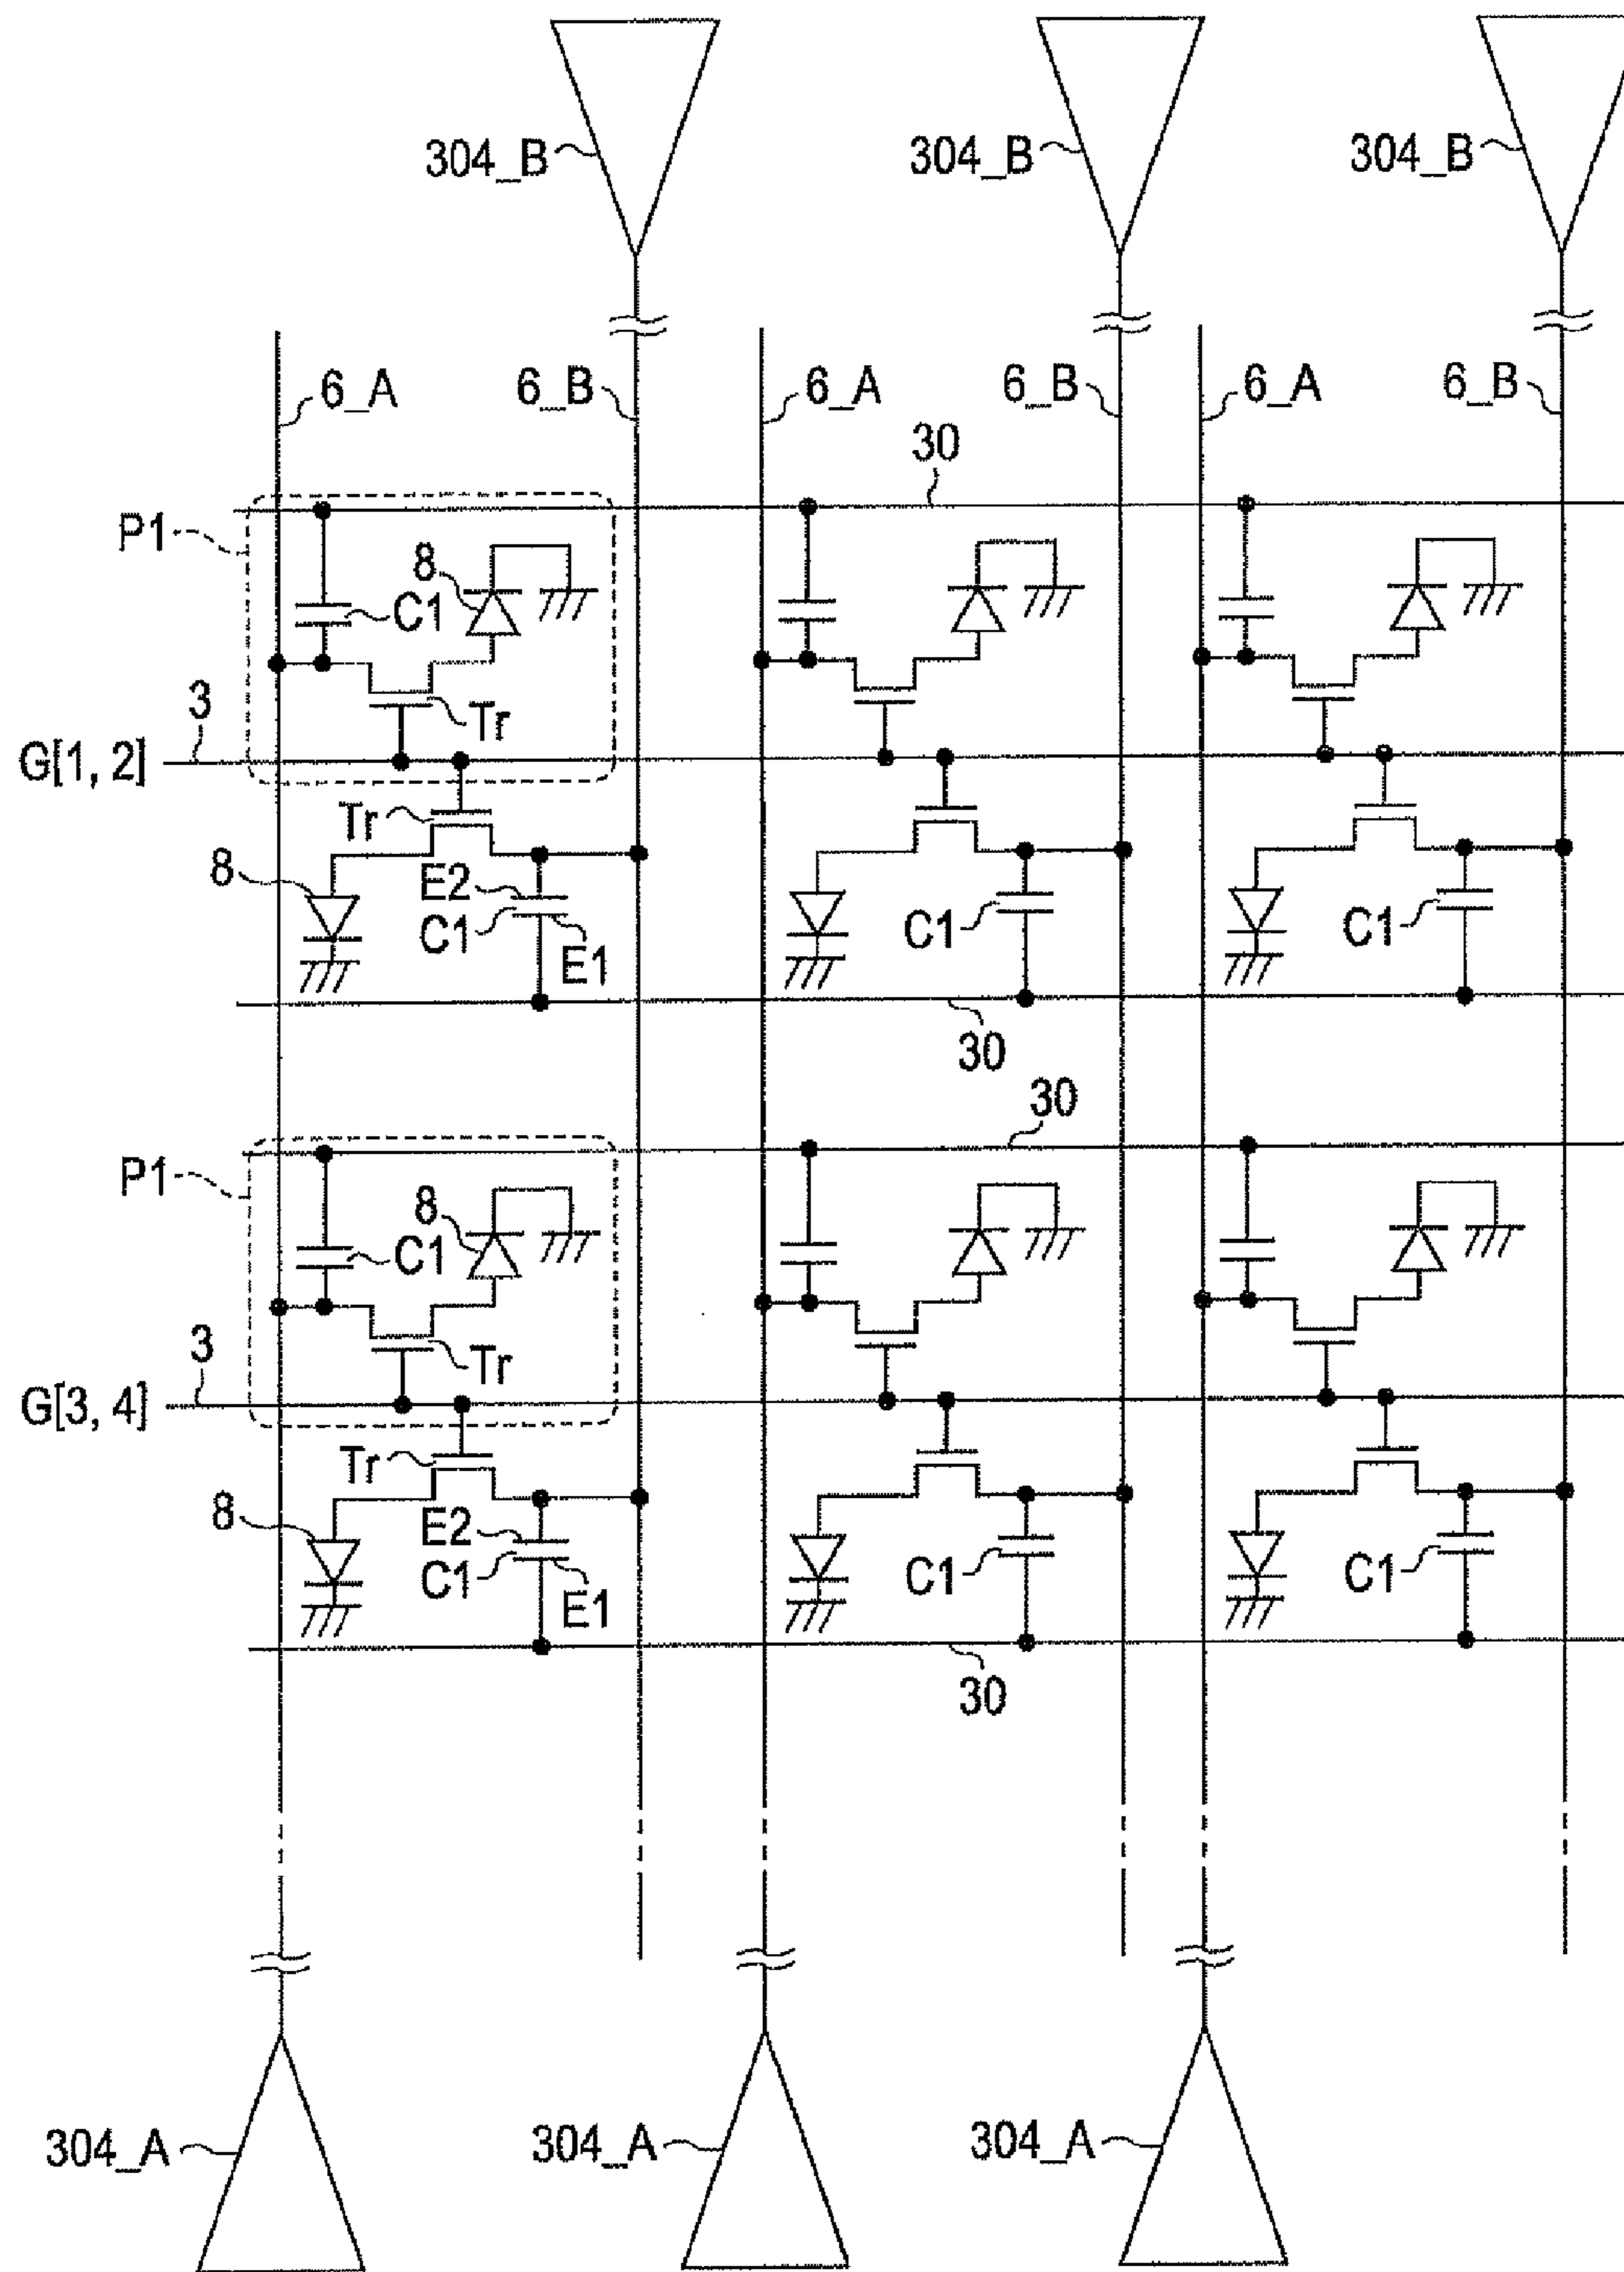 304_B 304_B 304_B
6_A 6_B 6_A 6_B 6_A 6_B
30
P1 8
C1
3 Tr
G[1, 2]
Tr
8 E2
C1 C1 C1
E1
30
30
P1 8
C1
3 Tr
G[3, 4]
Tr
8 E2
C1 C1 C1
E1
30
304_A 304_A 304_A